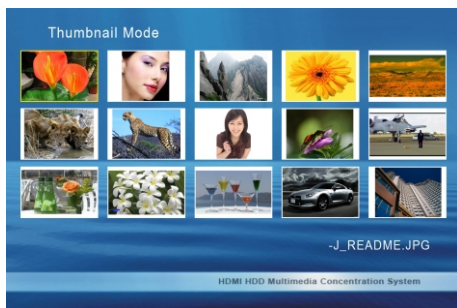 Thumbnail Mode
-J_README.JPG
HDMI HDD Multimedia Concentration System